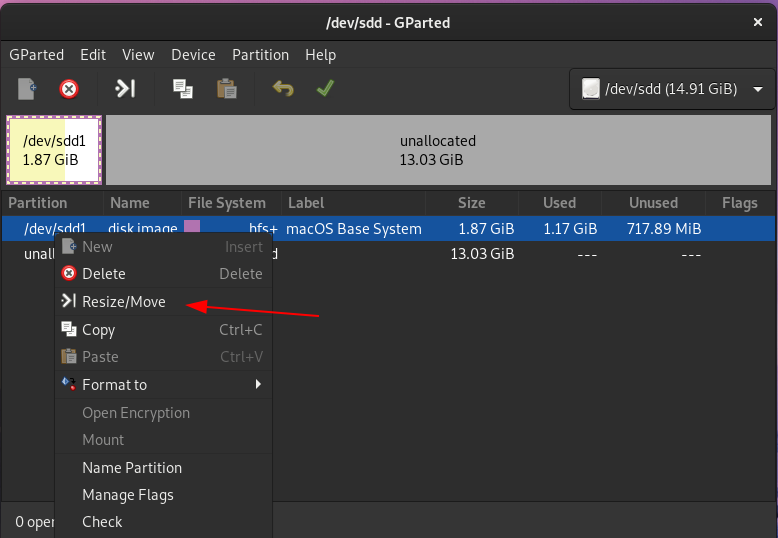 /dev/sdd - GParted
GParted Edit View Device Partition Help
/dev/sdd (14.91 GiB)
/dev/sdd1
1.87 GiB
unallocated
13.03 GiB
Partition Name File System Label Size Used Unused Flags
/dev/sdd1 disk image hfs+ macOS Base System 1.87 GiB 1.17 GiB 717.89 MiB
unal d 13.03 GiB --- ---
New Insert
Delete Delete
Resize/Move
Copy Ctrl+C
Paste Ctrl+V
Format to
Open Encryption
Mount
Name Partition
Manage Flags
Check
0 oper